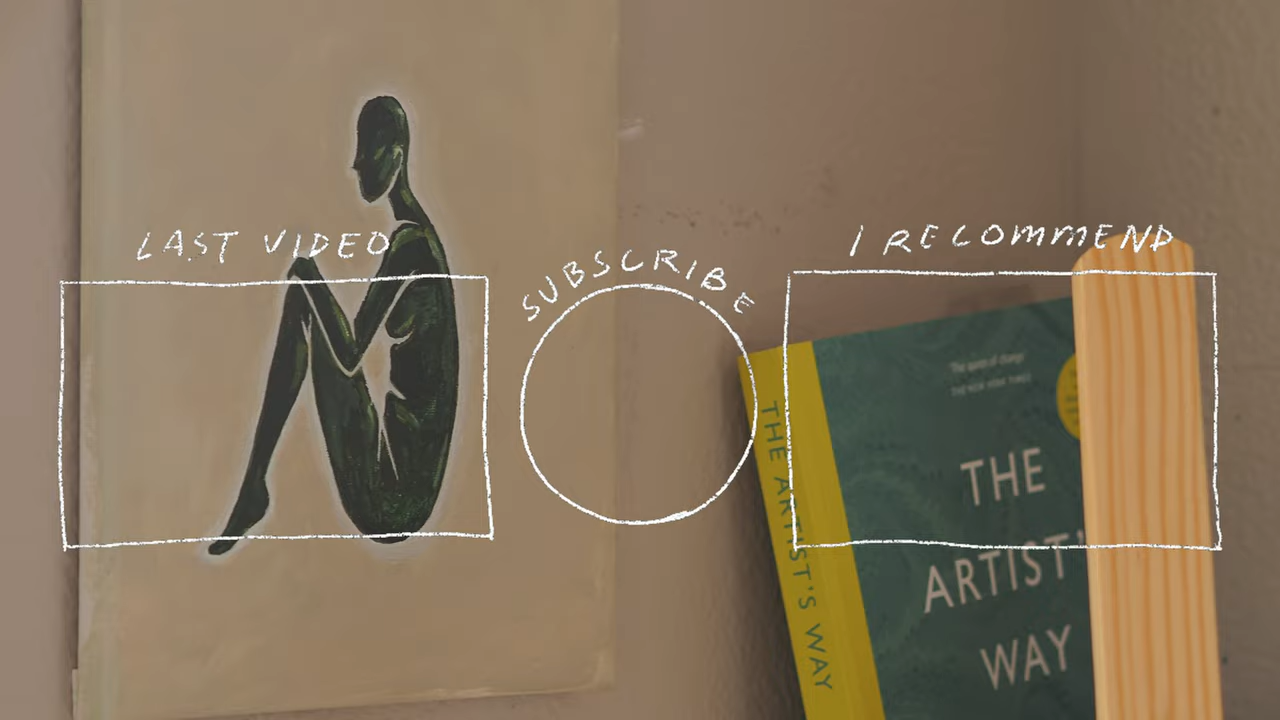 LAST VIDEO
SUBSCRIBE
I RECOMMEND
THE ARTIST'S WAY
THE
ARTIST'
WAY